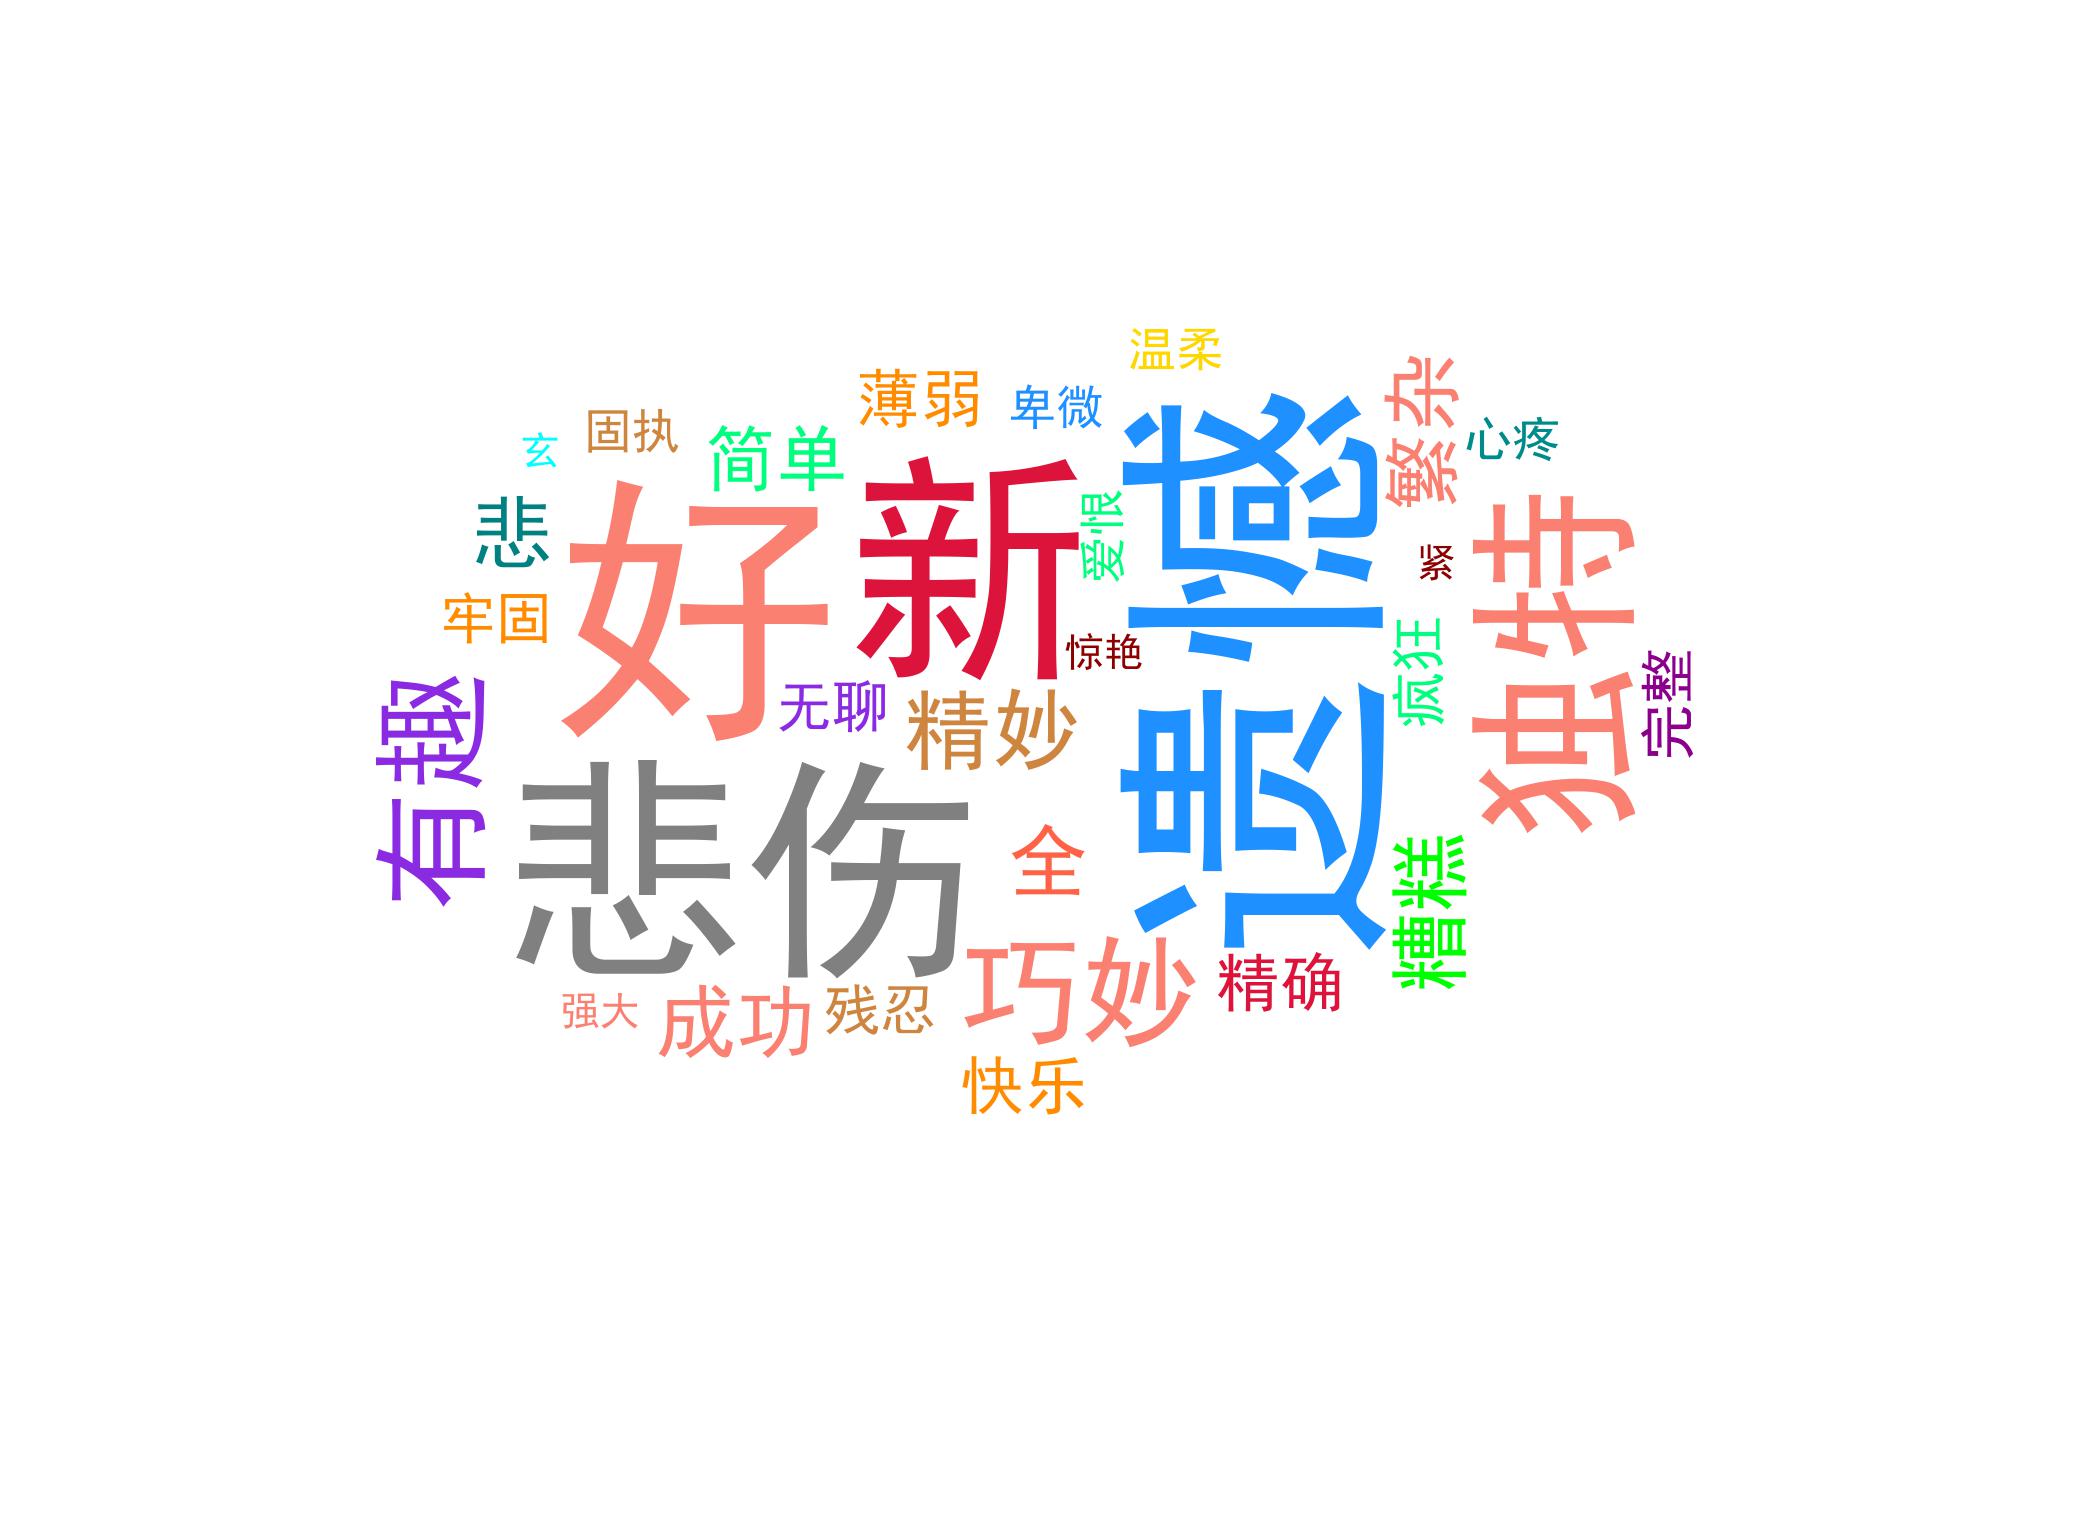 温柔
薄弱
卑微
繁杂
固执
心疼
玄
简单
遗憾
新
好
悲
爱恨
独特
紧
牢固
惊艳
疯狂
完整
有趣
无聊
精妙
悲伤
全
糟糕
巧妙
精确
强大
成功
残忍
快乐